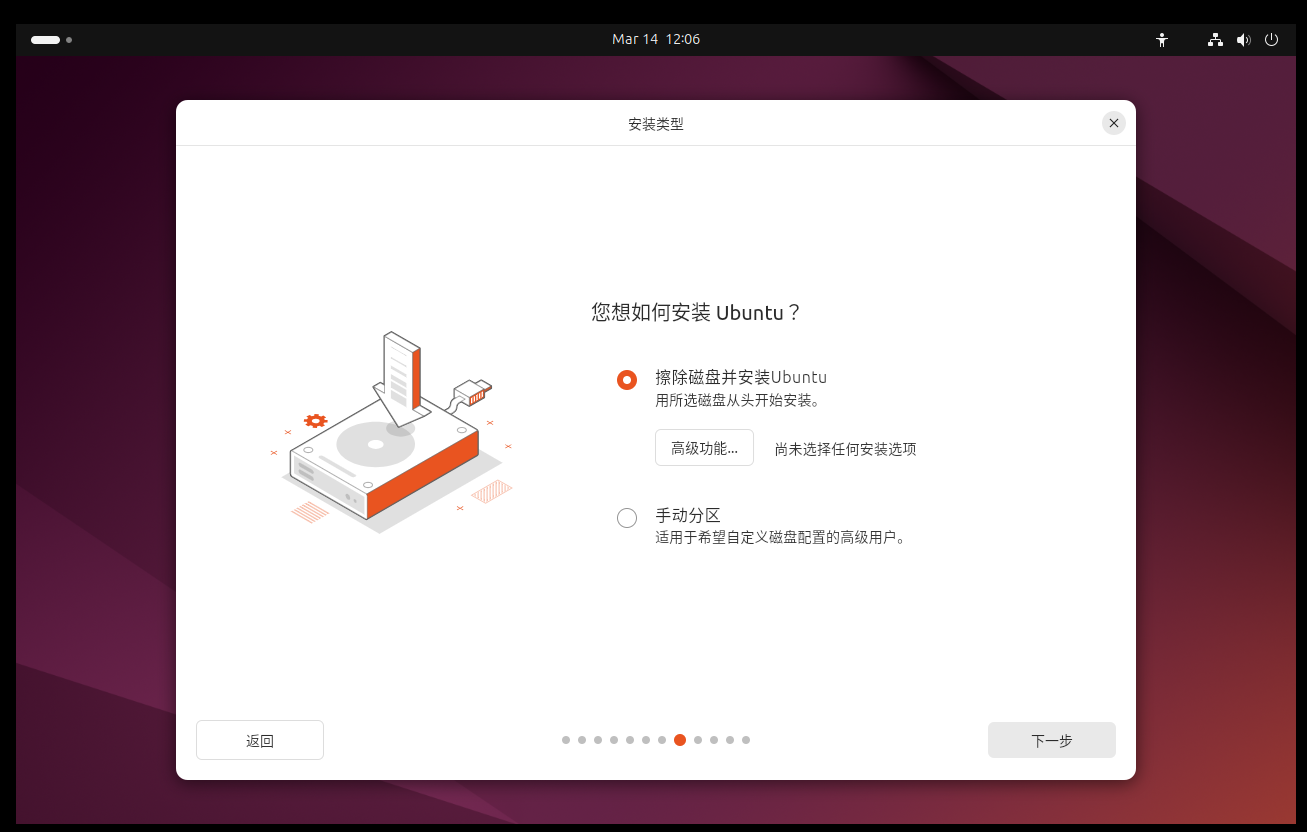 Mar 14 12:06
安装类型
您想如何安装 Ubuntu？
擦除磁盘并安装Ubuntu
用所选磁盘从头开始安装。
高级功能... 尚未选择任何安装选项
手动分区
适用于希望自定义磁盘配置的高级用户。
返回 下一步